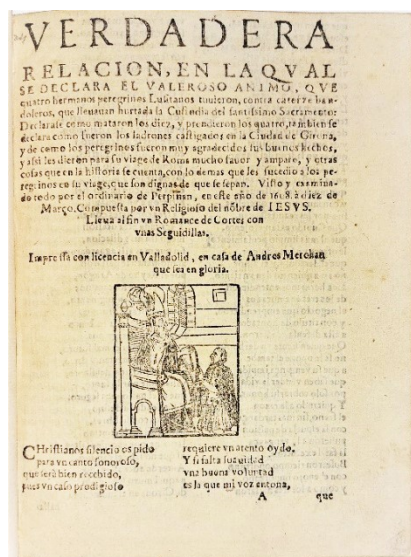 VERDADERA
RELACION, EN LA QVAL
SE DECLARA EL VALEROSO ANIMO, QVE
quatro hermanos peregrinos Lusitanos tuuieron, contra catorze ba n-
doleros, que lleuauan hurtada la Custodia del santissimo Sacramento:
Declarase como mataron los diez, y prendieron los quatro, tambien se
declara como fueron los ladrones castigados en la Ciudad de Girona,
y de como los peregrinos fueron muy agradecidos sus buenos hechos,
y assi les dieron para su viage de Roma mucho fauor y amparo, y otras
cosas que en la historia se cuenta, con lo demas que les sucedio a los pe-
regrinos en su viage, que son dignas de que se sepan. Visto y examina-
do todo por el ordinario de Perpiñan, en este año de 1608. à diez de
Março, Compuesta por vn Religioso del nōbre de IESVS.
Lleua al fin vn Romance de Cortes con
vnas Seguidillas.
Impressa con licencia en Valladolid, en casa de Andres Merchan
que sea en gloria.
CHristianos silencio os pido
para vn canto sonoroso,
que serà bien recebido,
pues vn caso prodigioso
requiere vn atento oydo.
Y si falta suauidad
vna buena voluntad
es la que mi voz entona,
A que